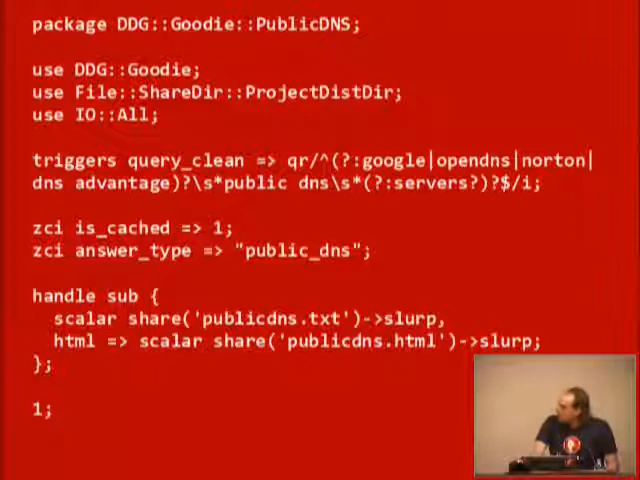 package DDG::Goodie::PublicDNS;
use DDG::Goodie;
use File::ShareDir::ProjectDistDir;
use IO::All;
triggers query_clean => qr/^(?:google|opendns|norton|
dns advantage)?\s*public dns\s*(?:servers?)?$/i;
zci is_cached => 1;
zci answer_type => "public_dns";
handle sub {
  scalar share('publicdns.txt')->slurp,
  html => scalar share('publicdns.html')->slurp;
};
1;